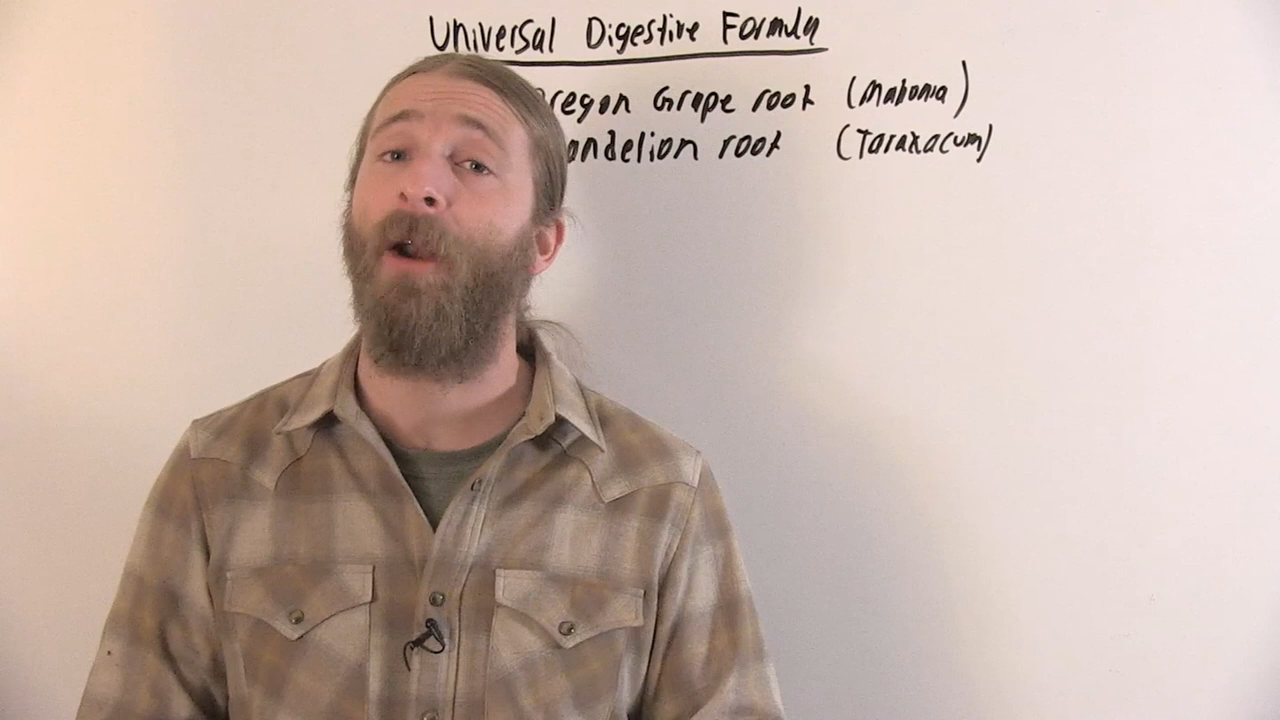 Universal Digestive Formula
regon Grape root (Mahonia)
andelion root (Taraxacum)